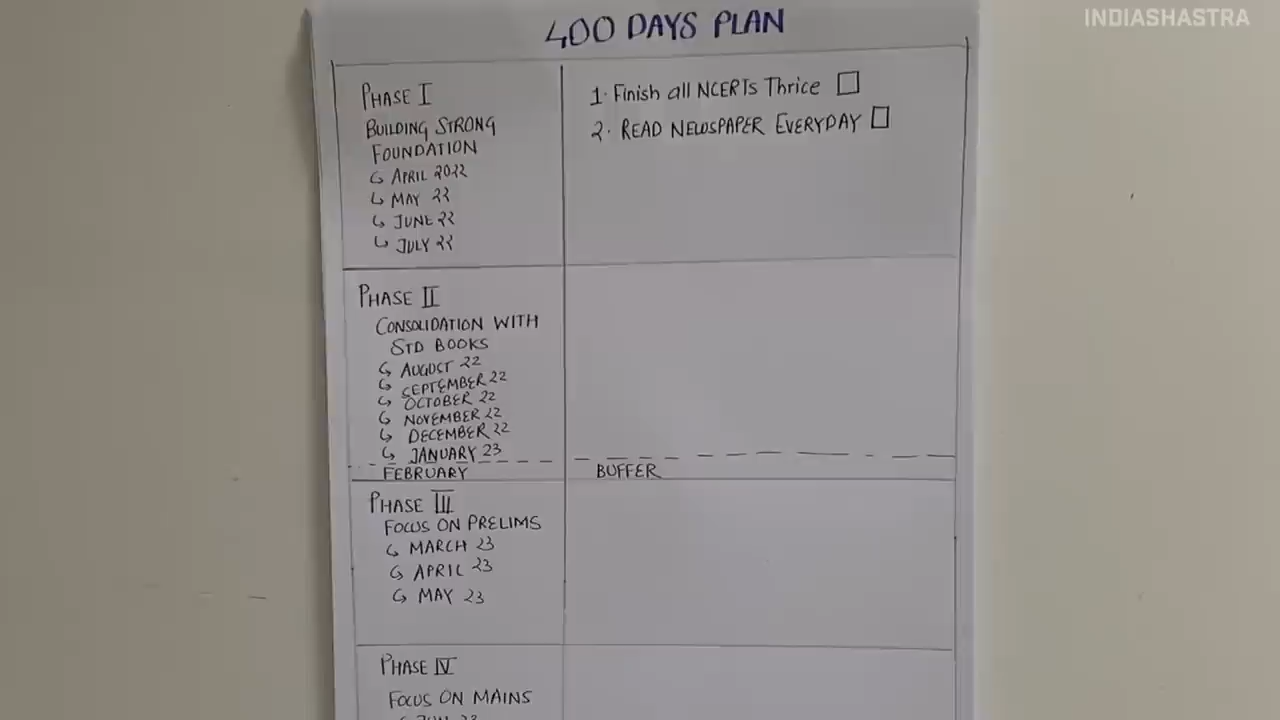 INDIASHASTRA
400 DAYS PLAN
PHASE I
BUILDING STRONG
FOUNDATION
↳ APRIL 2022
↳ MAY 22
↳ JUNE 22
↳ JULY 22
1. Finish all NCERTs Thrice
2. READ NEWSPAPER EVERYDAY
PHASE II
CONSOLIDATION WITH
STD BOOKS
↳ AUGUST 22
↳ SEPTEMBER 22
↳ OCTOBER 22
↳ NOVEMBER 22
↳ DECEMBER 22
↳ JANUARY 23
FEBRUARY
BUFFER
PHASE III
FOCUS ON PRELIMS
↳ MARCH 23
↳ APRIL 23
↳ MAY 23
PHASE IV
FOCUS ON MAINS